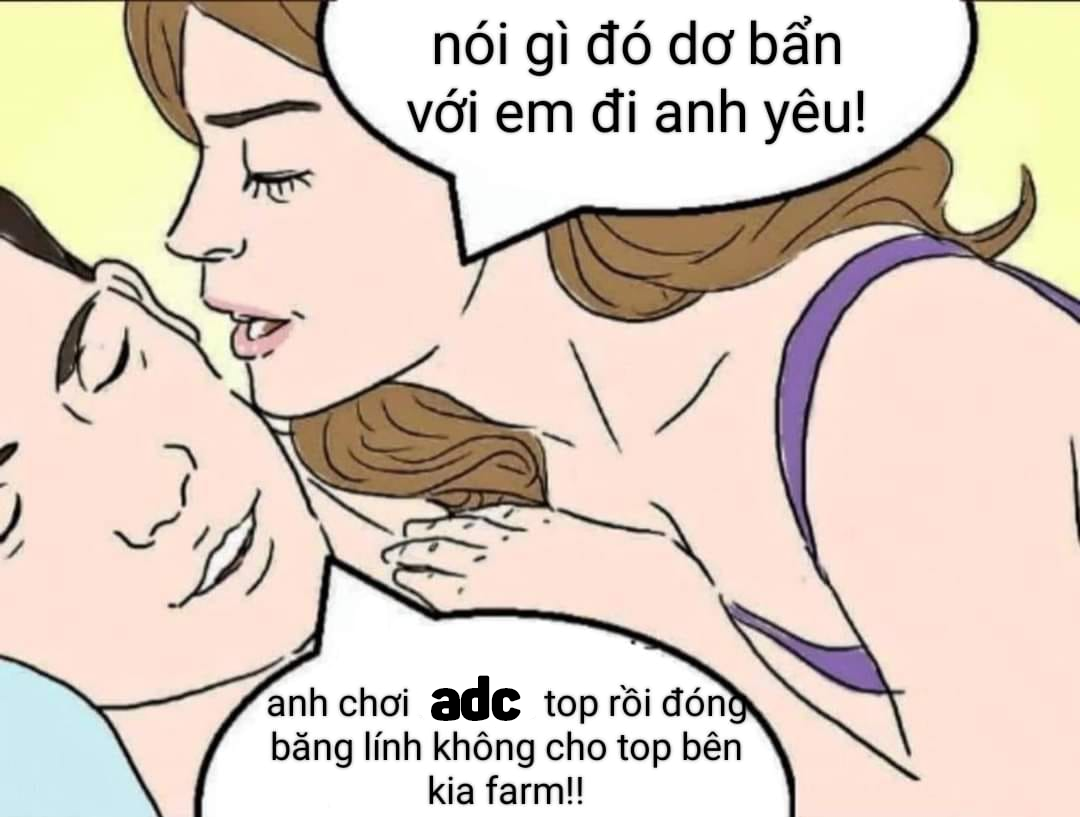 nói gì đó dơ bẩn
với em đi anh yêu!
anh chơi adc top rồi đóng
băng lính không cho top bên
kia farm!!